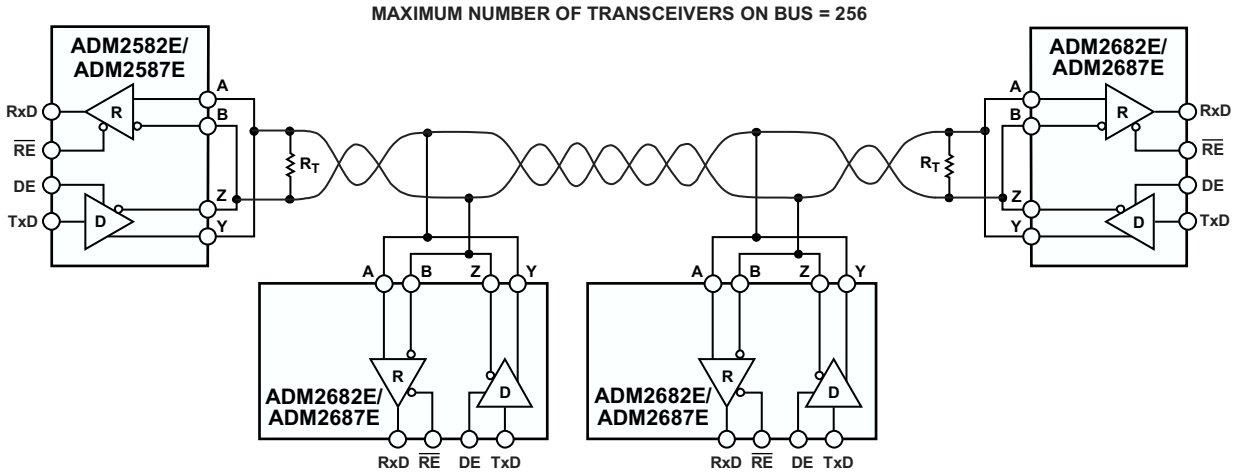 MAXIMUM NUMBER OF TRANSCEIVERS ON BUS = 256
ADM2582E/
ADM2587E
A
B
Z
Y
RxD
RE
DE
TxD
R
D
RT
ADM2682E/
ADM2687E
A
B
Z
Y
R
D
RxD
RE
DE
TxD
RT
A
B
Z
Y
R
D
ADM2682E/
ADM2687E
RxD
RE
DE
TxD
A
B
Z
Y
R
D
ADM2682E/
ADM2687E
RxD
RE
DE
TxD